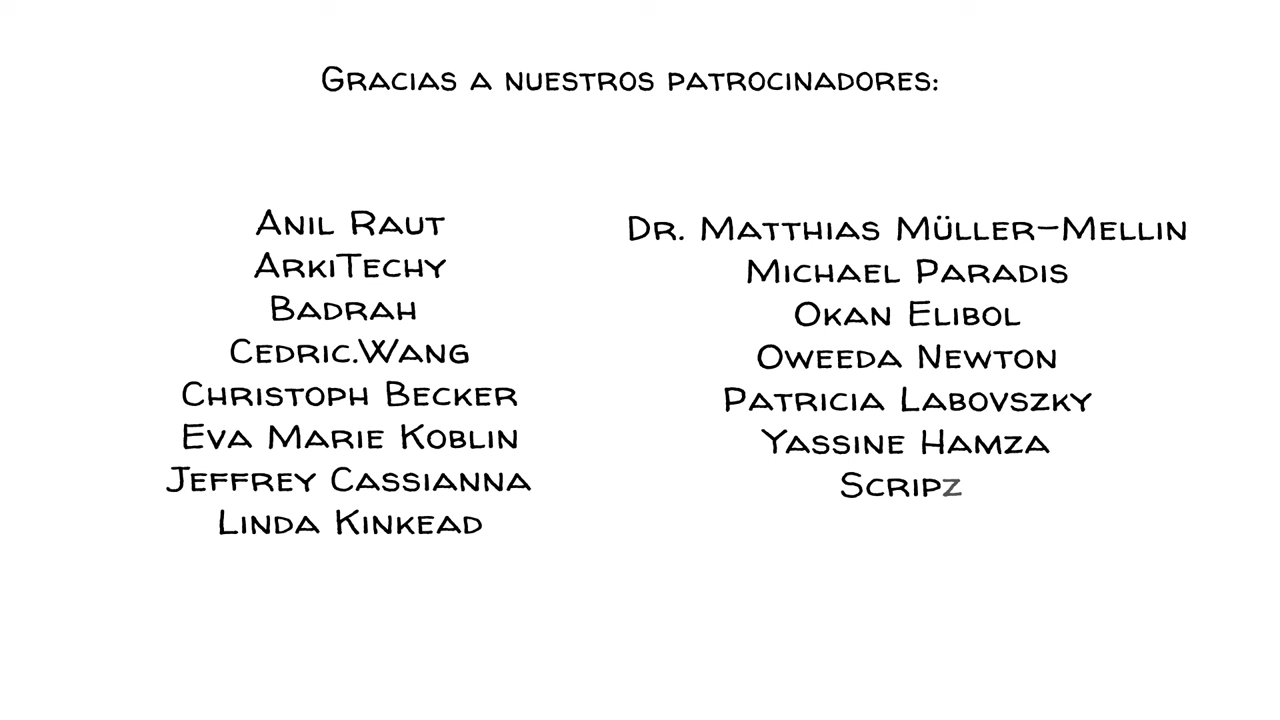 Gracias a nuestros patrocinadores:
Anil Raut
ArkiTechy
Badrah
Cedric.Wang
Christoph Becker
Eva Marie Koblin
Jeffrey Cassianna
Linda Kinkead
Dr. Matthias Müller-Mellin
Michael Paradis
Okan Elibol
Oweeda Newton
Patricia Labovszky
Yassine Hamza
Scripz